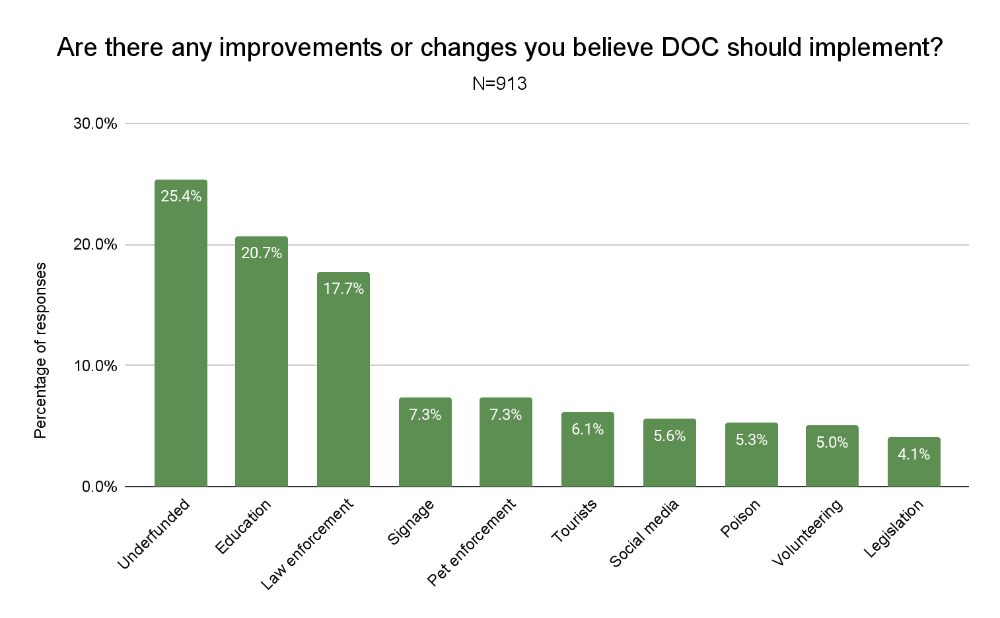 Are there any improvements or changes you believe DOC should implement?
N=913
Percentage of responses
30.0%
20.0%
10.0%
0.0%
25.4%
20.7%
17.7%
7.3%
7.3%
6.1%
5.6%
5.3%
5.0%
4.1%
Underfunded
Education
Law enforcement
Signage
Pet enforcement
Tourists
Social media
Poison
Volunteering
Legislation